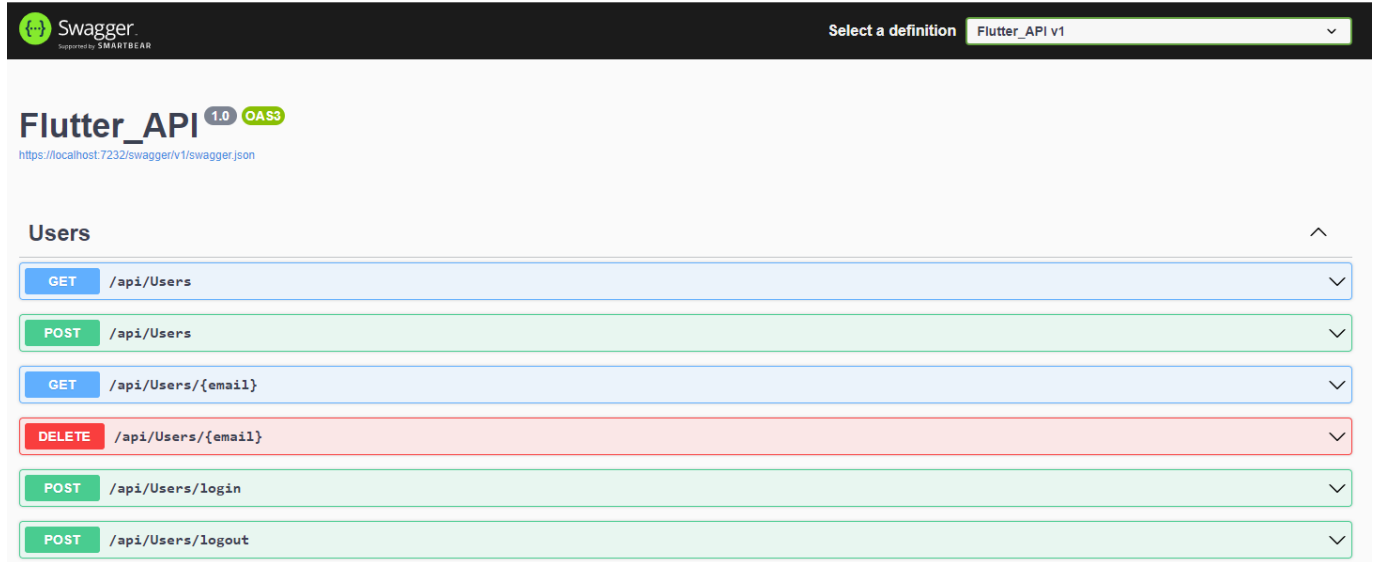 Swagger.
Supported by SMARTBEAR
Select a definition
Flutter_API v1
Flutter_API 1.0 OAS3
https://localhost:7232/swagger/v1/swagger.json
Users
GET /api/Users
POST /api/Users
GET /api/Users/{email}
DELETE /api/Users/{email}
POST /api/Users/login
POST /api/Users/logout